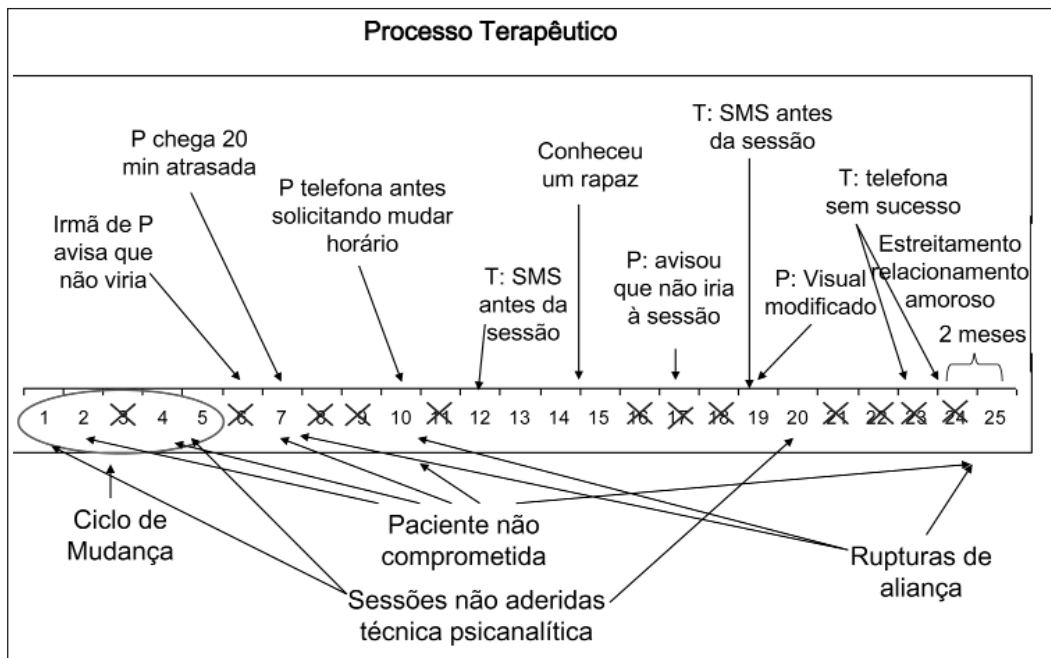 Processo Terapêutico
P chega 20
min atrasada
Irmã de P
avisa que
não viria
P telefona antes
solicitando mudar
horário
T: SMS
antes da
sessão
Conheceu
um rapaz
P: avisou
que não iria
à sessão
T: SMS antes
da sessão
P: Visual
modificado
T: telefona
sem sucesso
Estreitamento
relacionamento
amoroso
2 meses
1 2 3 4 5 6 7 8 9 10 11 12 13 14 15 16 17 18 19 20 21 22 23 24 25
Ciclo de
Mudança
Paciente não
comprometida
Sessões não aderidas
técnica psicanalítica
Rupturas de
aliança